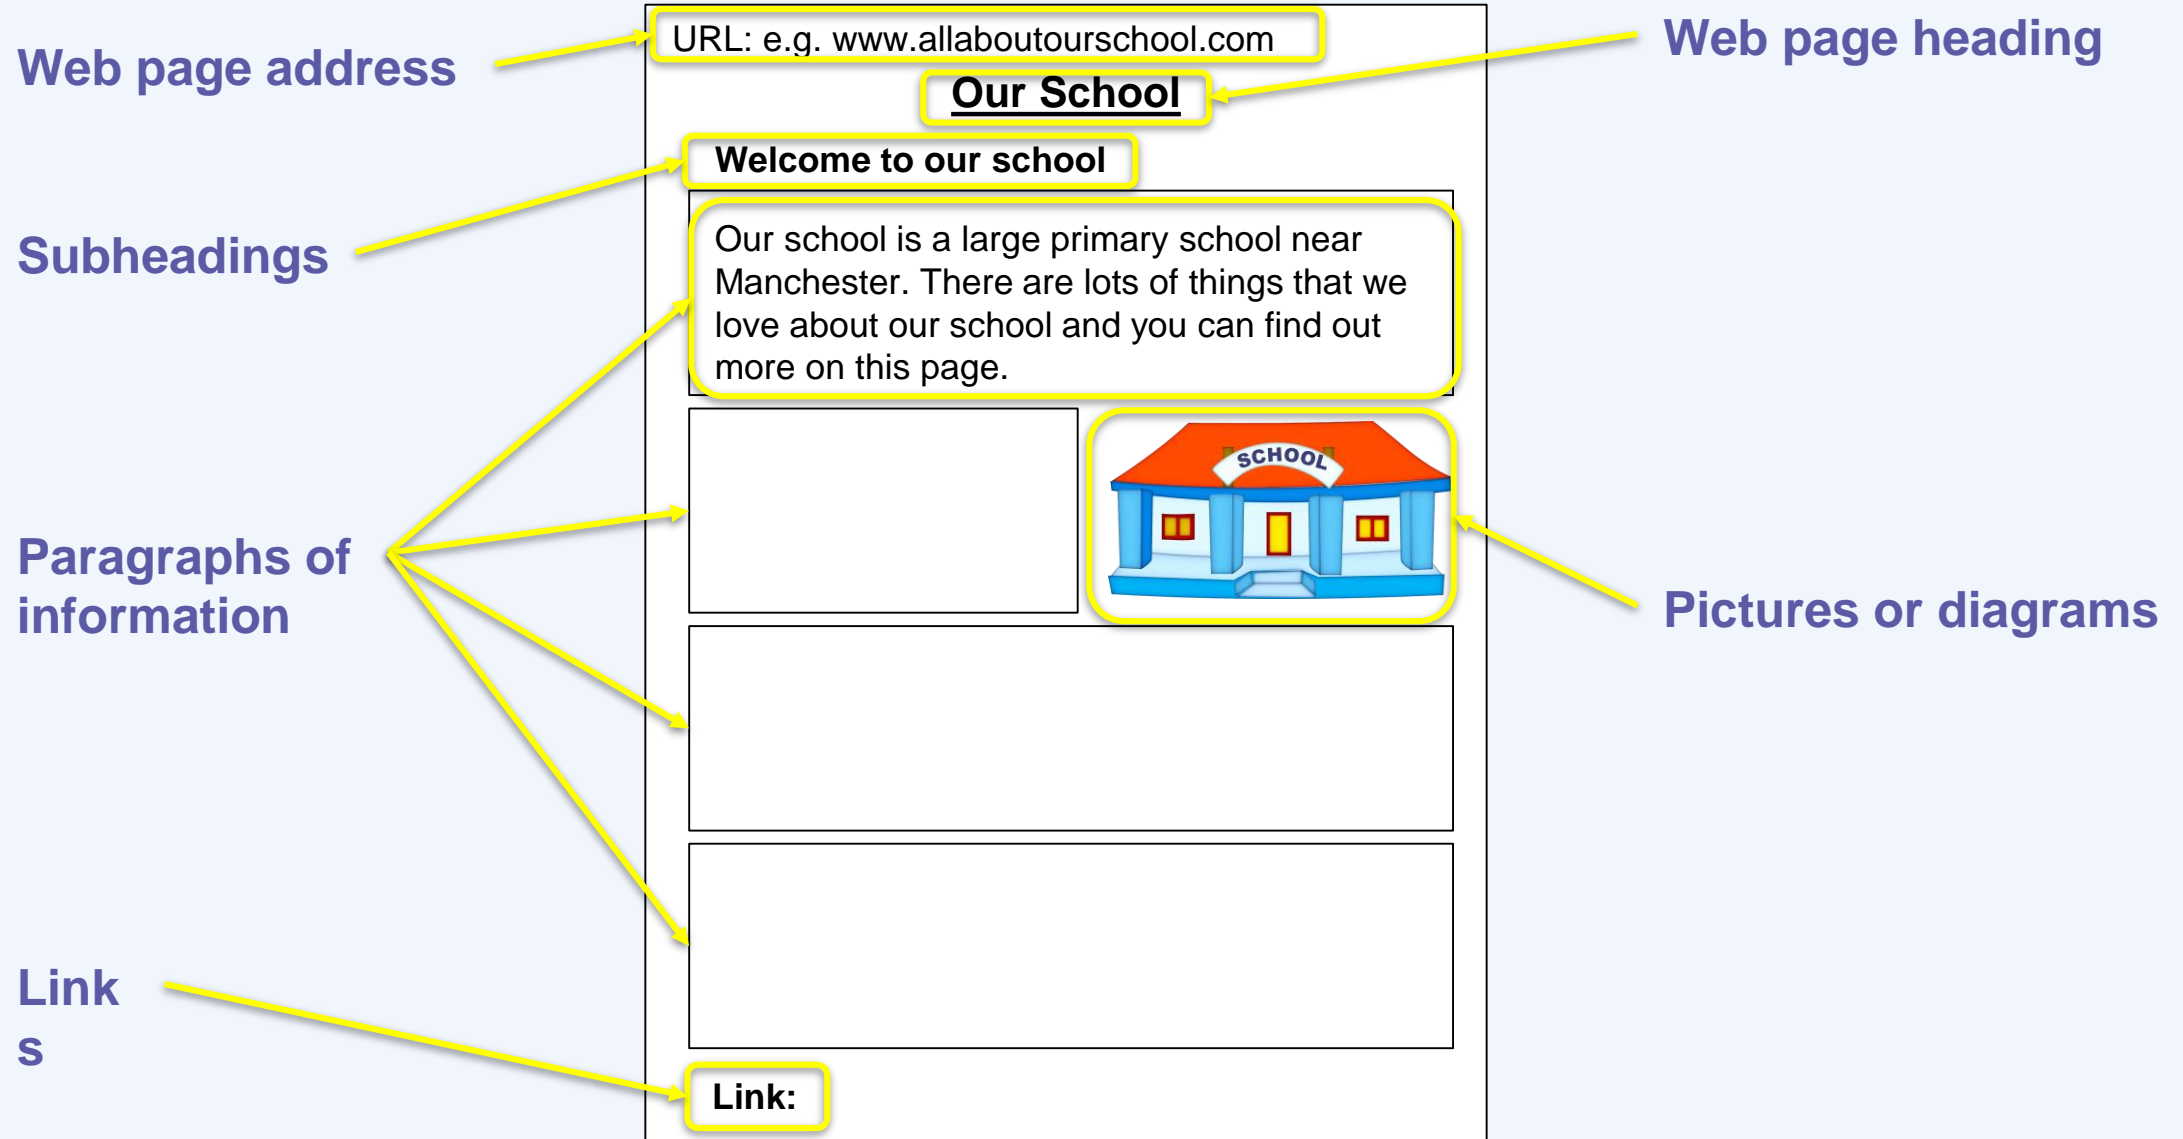 Web page address
URL: e.g. www.allaboutourschool.com
Web page heading
Our School
Welcome to our school
Subheadings
Our school is a large primary school near
Manchester. There are lots of things that we
love about our school and you can find out
more on this page.
SCHOOL
Paragraphs of
information
Pictures or diagrams
Link
s
Link: